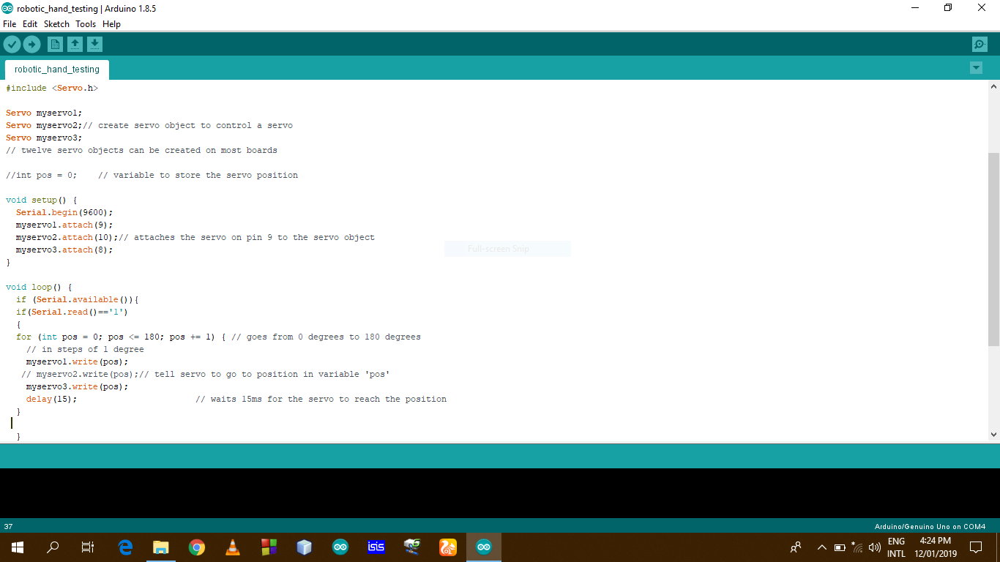 robotic_hand_testing | Arduino 1.8.5
File Edit Sketch Tools Help
robotic_hand_testing
#include <Servo.h>
Servo myservo1;
Servo myservo2;// create servo object to control a servo
Servo myservo3;
// twelve servo objects can be created on most boards
//int pos = 0;    // variable to store the servo position
void setup() {
  Serial.begin(9600);
  myservo1.attach(9);
  myservo2.attach(10);// attaches the servo on pin 9 to the servo object
Full-screen Snip
  myservo3.attach(8);
}
void loop() {
  if (Serial.available()){
  if(Serial.read()=='1')
  {
  for (int pos = 0; pos <= 180; pos += 1) { // goes from 0 degrees to 180 degrees
    // in steps of 1 degree
    myservo1.write(pos);
   // myservo2.write(pos);// tell servo to go to position in variable 'pos'
    myservo3.write(pos);
    delay(15);                       // waits 15ms for the servo to reach the position
  }
  }
37
Arduino/Genuino Uno on COM4
isis
ENG
INTL
4:24 PM
12/01/2019